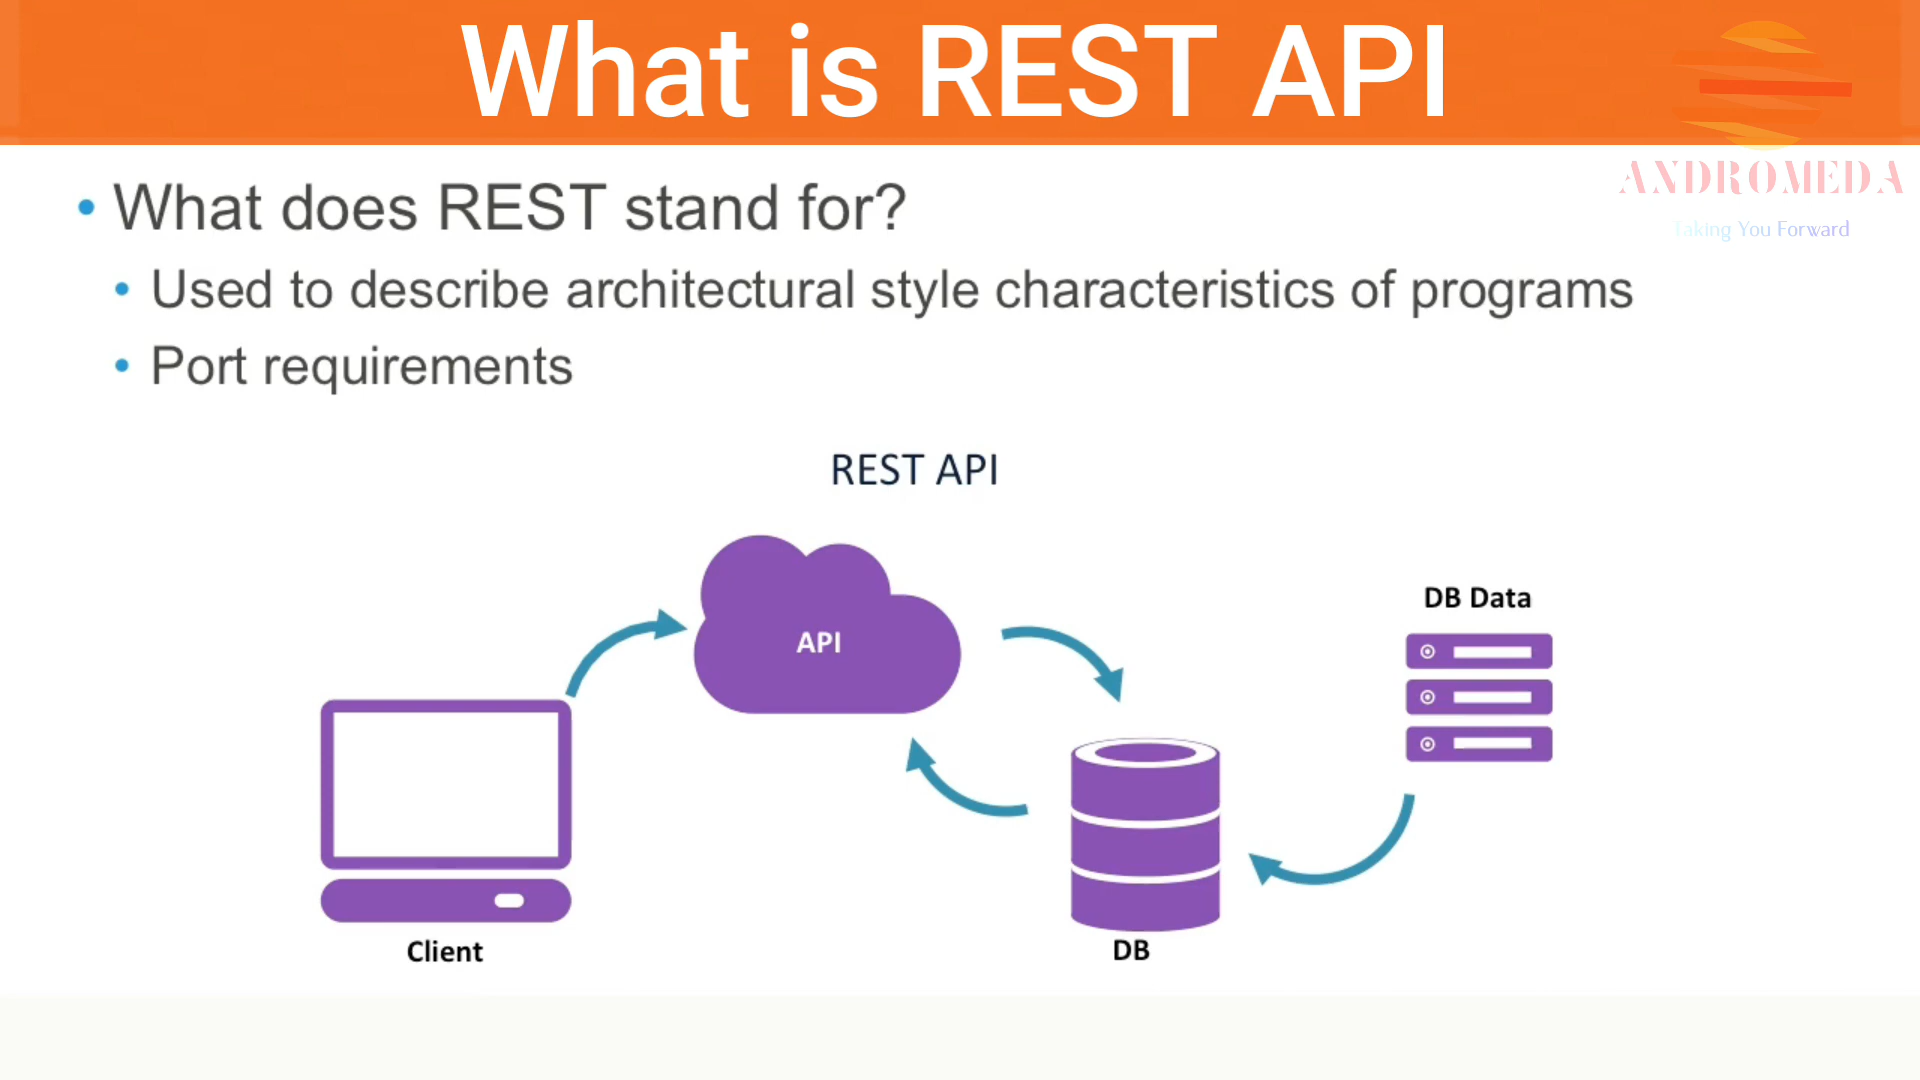 What is REST API
ANDROMEDA
Taking You Forward
• What does REST stand for?
• Used to describe architectural style characteristics of programs
• Port requirements
REST API
API
DB Data
Client
DB